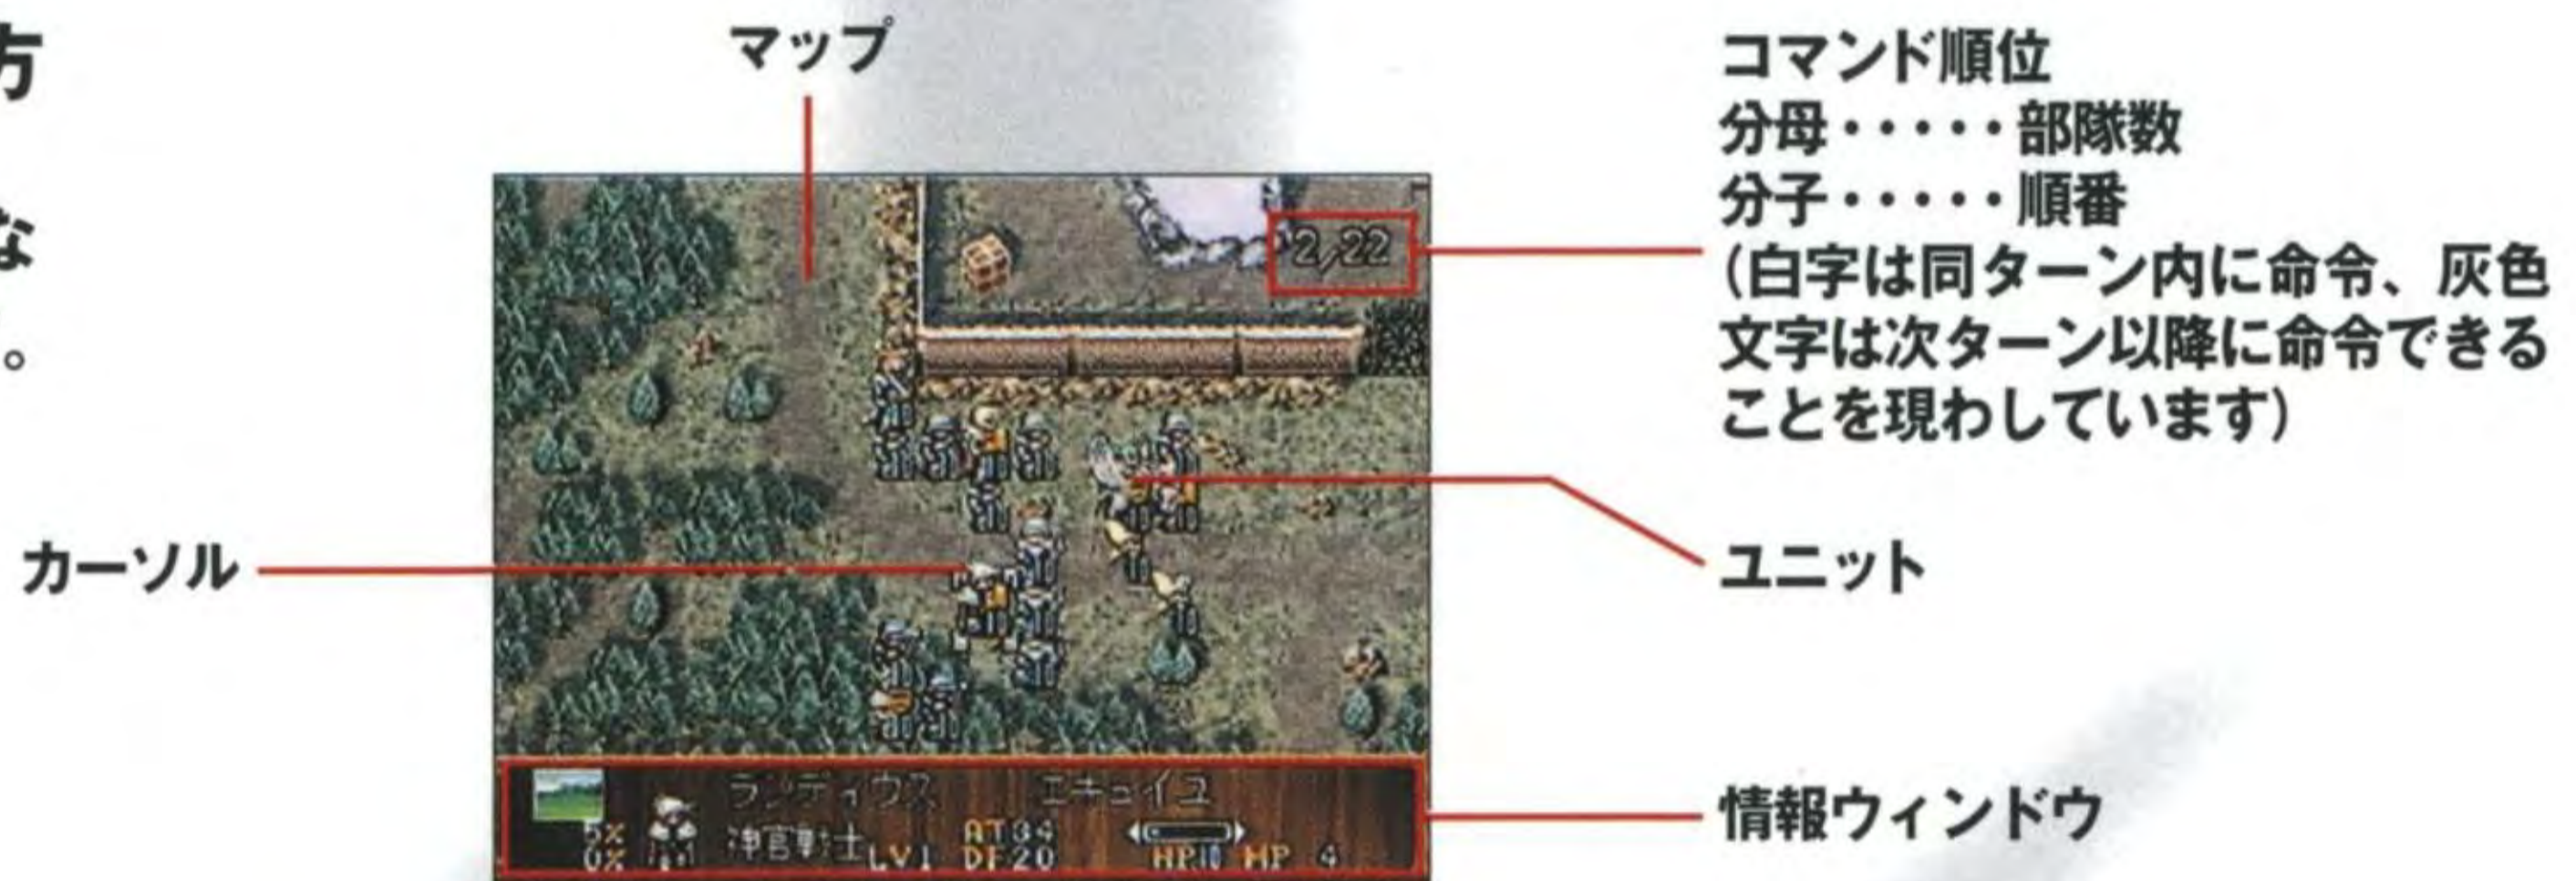 方
な
。
マップ
コマンド順位
分母・・・・・部隊数
分子・・・・・順番
(白字は同ターン内に命令、灰色
文字は次ターン以降に命令できる
ことを現わしています)
2/22
カーソル
ユニット
情報ウィンドウ
ランディウス エキュイユ
5% 神官戦士 LV1 AT34
0% DF20 HP10 MP 4